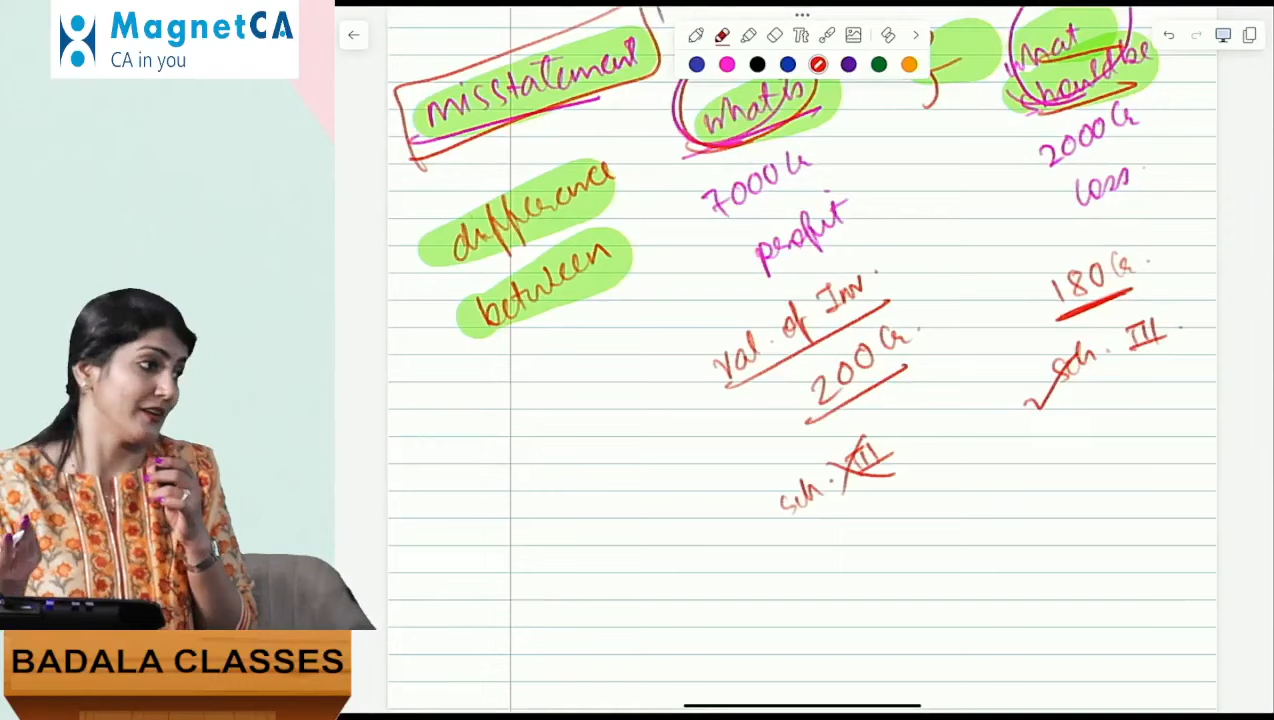 MagnetCA
CA in you
misstatement
what is
what
should be
difference
between
7000 Cr
profit
2000 Cr
loss
val. of Inv.
200 Cr.
sch. III
180 Cr.
sch. III.
BADALA CLASSES